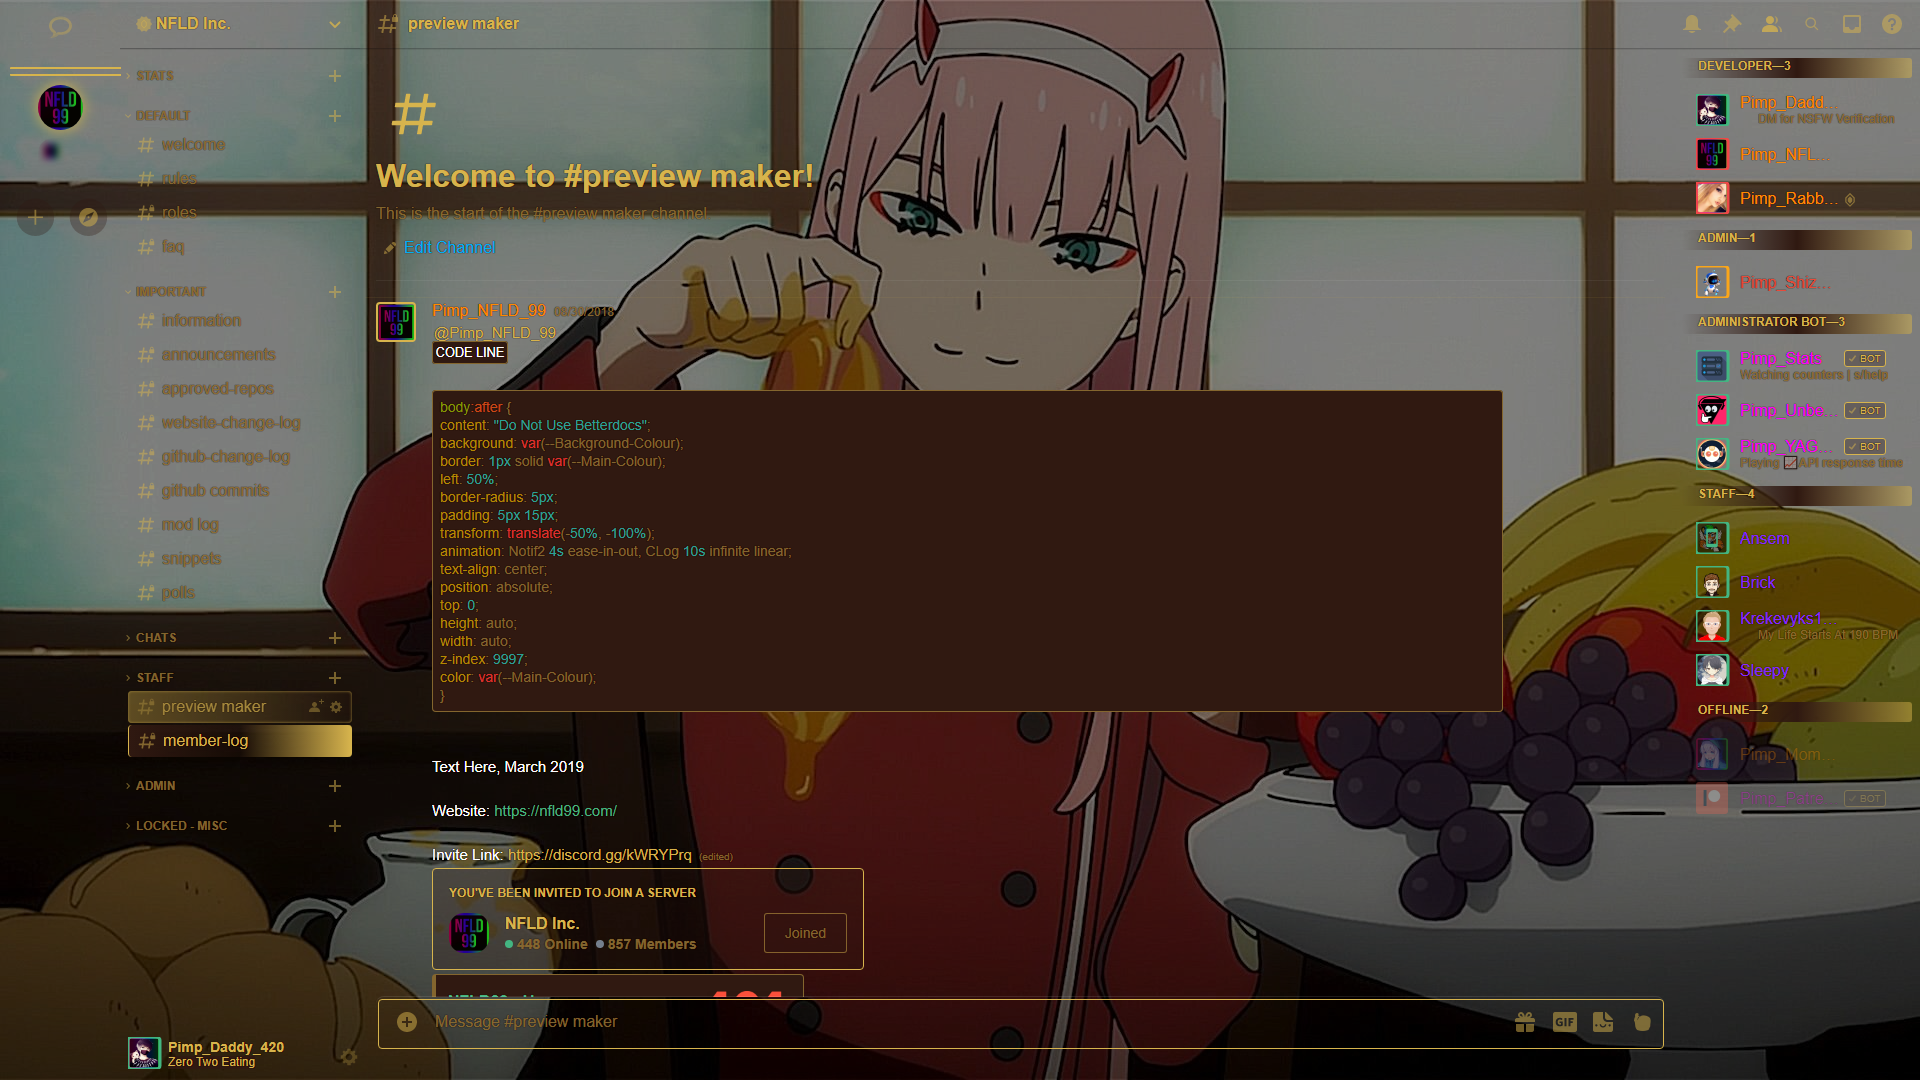 NFLD Inc.
preview maker
STATS
DEFAULT
welcome
rules
roles
faq
IMPORTANT
information
announcements
approved-repos
website-change-log
github-change-log
github commits
mod log
snippets
polls
CHATS
STAFF
preview maker
member-log
ADMIN
LOCKED - MISC
Pimp_Daddy_420
Zero Two Eating
NFLD
99
#
Welcome to #preview maker!
This is the start of the #preview maker channel.
Edit Channel
NFLD
99
Pimp_NFLD_99
@Pimp_NFLD_99
CODE LINE
body:after {
content: "Do Not Use Betterdocs";
background: var(--Background-Colour);
border: 1px solid var(--Main-Colour);
left: 50%;
border-radius: 5px;
padding: 5px 15px;
transform: translate(-50%, -100%);
animation: Notif2 4s ease-in-out, CLog 10s infinite linear;
text-align: center;
position: absolute;
top: 0;
height: auto;
width: auto;
z-index: 9997;
color: var(--Main-Colour);
}
Text Here, March 2019
Website: https://nfld99.com/
Invite Link: https://discord.gg/kWRYPrq (edited)
YOU'VE BEEN INVITED TO JOIN A SERVER
NFLD
99
NFLD Inc.
448 Online 857 Members
Joined
Message #preview maker
GIF
DEVELOPER—3
Pimp_Dadd...
DM for NSFW Verification
NFLD
99
Pimp_NFL...
Pimp_Rabb...
ADMIN—1
Pimp_Shiz...
ADMINISTRATOR BOT—3
Pimp_Stats ✓ BOT
Watching counters | s/help
Pimp_Unbe... ✓ BOT
Pimp_YAG... ✓ BOT
Playing API response time
STAFF—4
Ansem
Brick
Krekevyks1
My Life Starts At 190 BPM
Sleepy
OFFLINE—2
Pimp_Mom...
✓ BOT